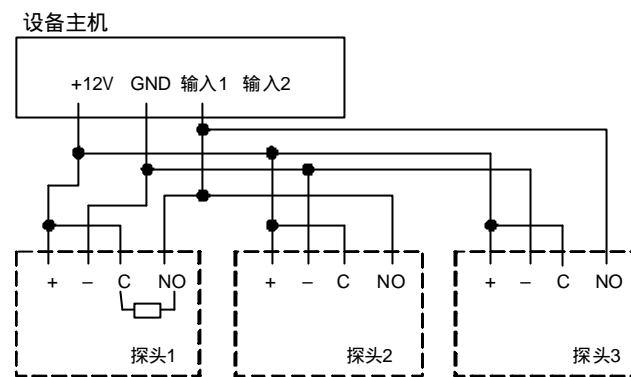 设备主机
+12V GND 输入1 输入2
+ – C NO + – C NO + – C NO
探头1 探头2 探头3